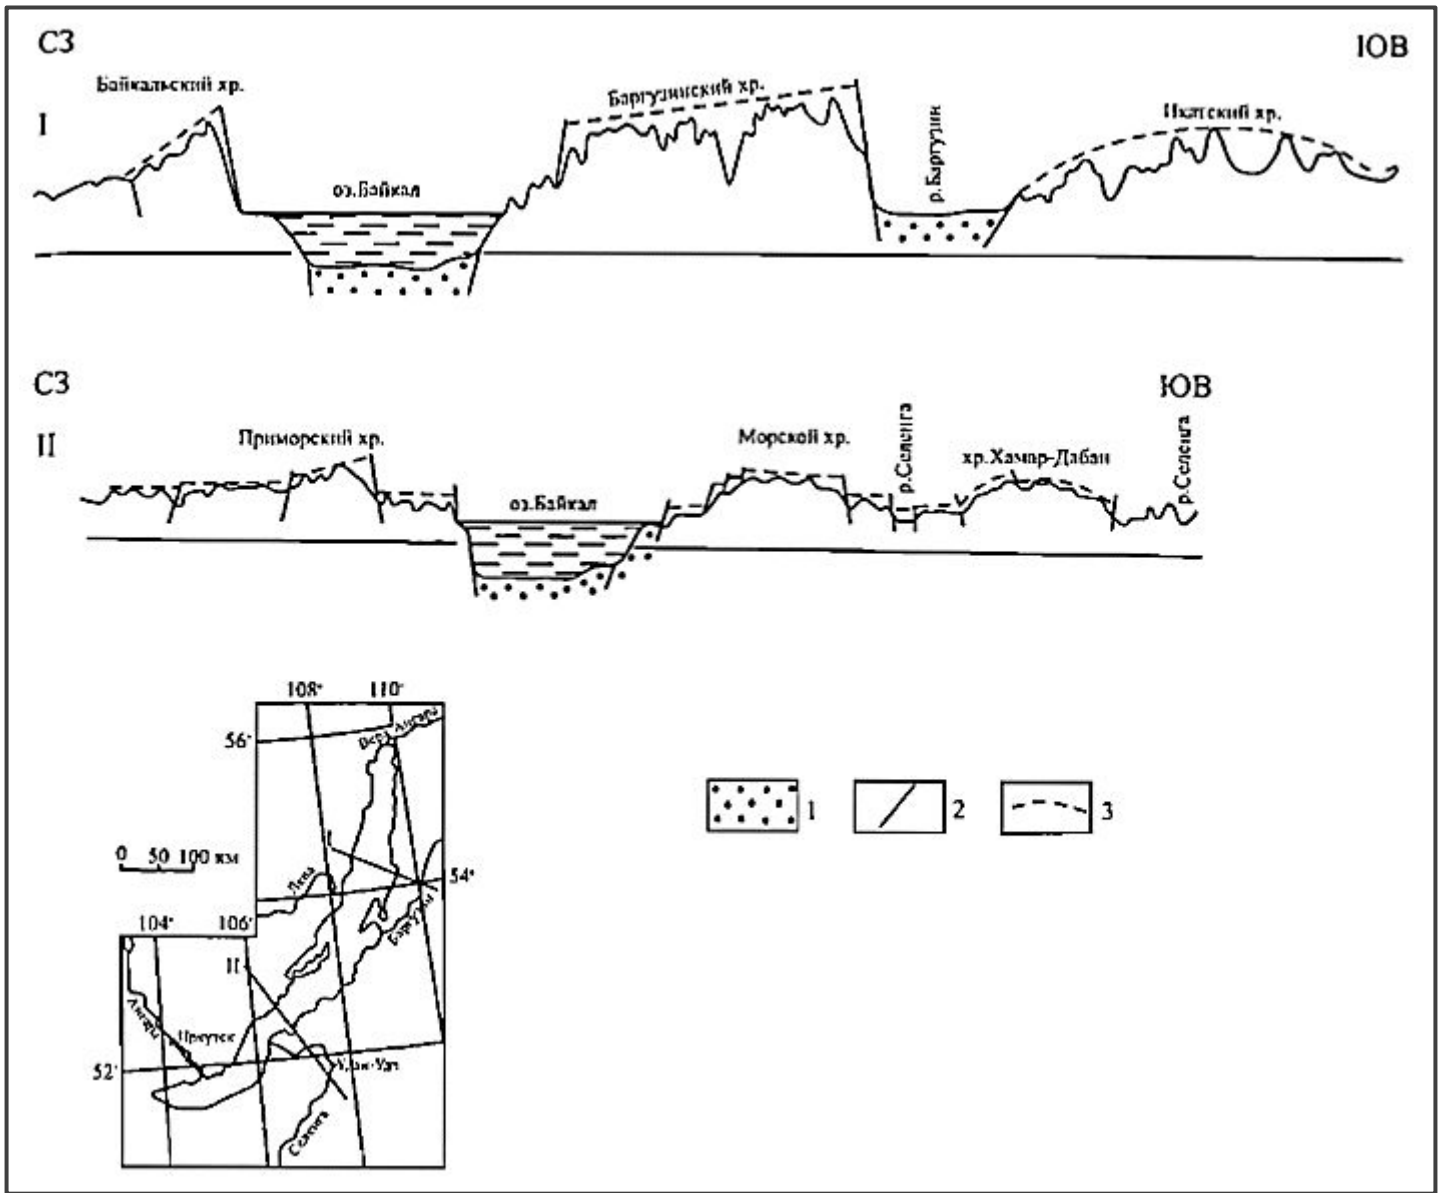 СЗ
ЮВ
Байкальский хр.
I
Баргузинский хр.
р.Баргузин
Икатский хр.
оз.Байкал
СЗ
ЮВ
II
Приморский хр.
Морской хр.
р.Селенга
хр.Хамар-Дабан
р.Селенга
оз.Байкал
108°
110°
56°
Верх Ангара
I
0 50 100 км
Лена
54°
Баргузин
104°
106°
II
Ангара
Иркутск
52°
Улан-Удэ
Селенга
1
2
3